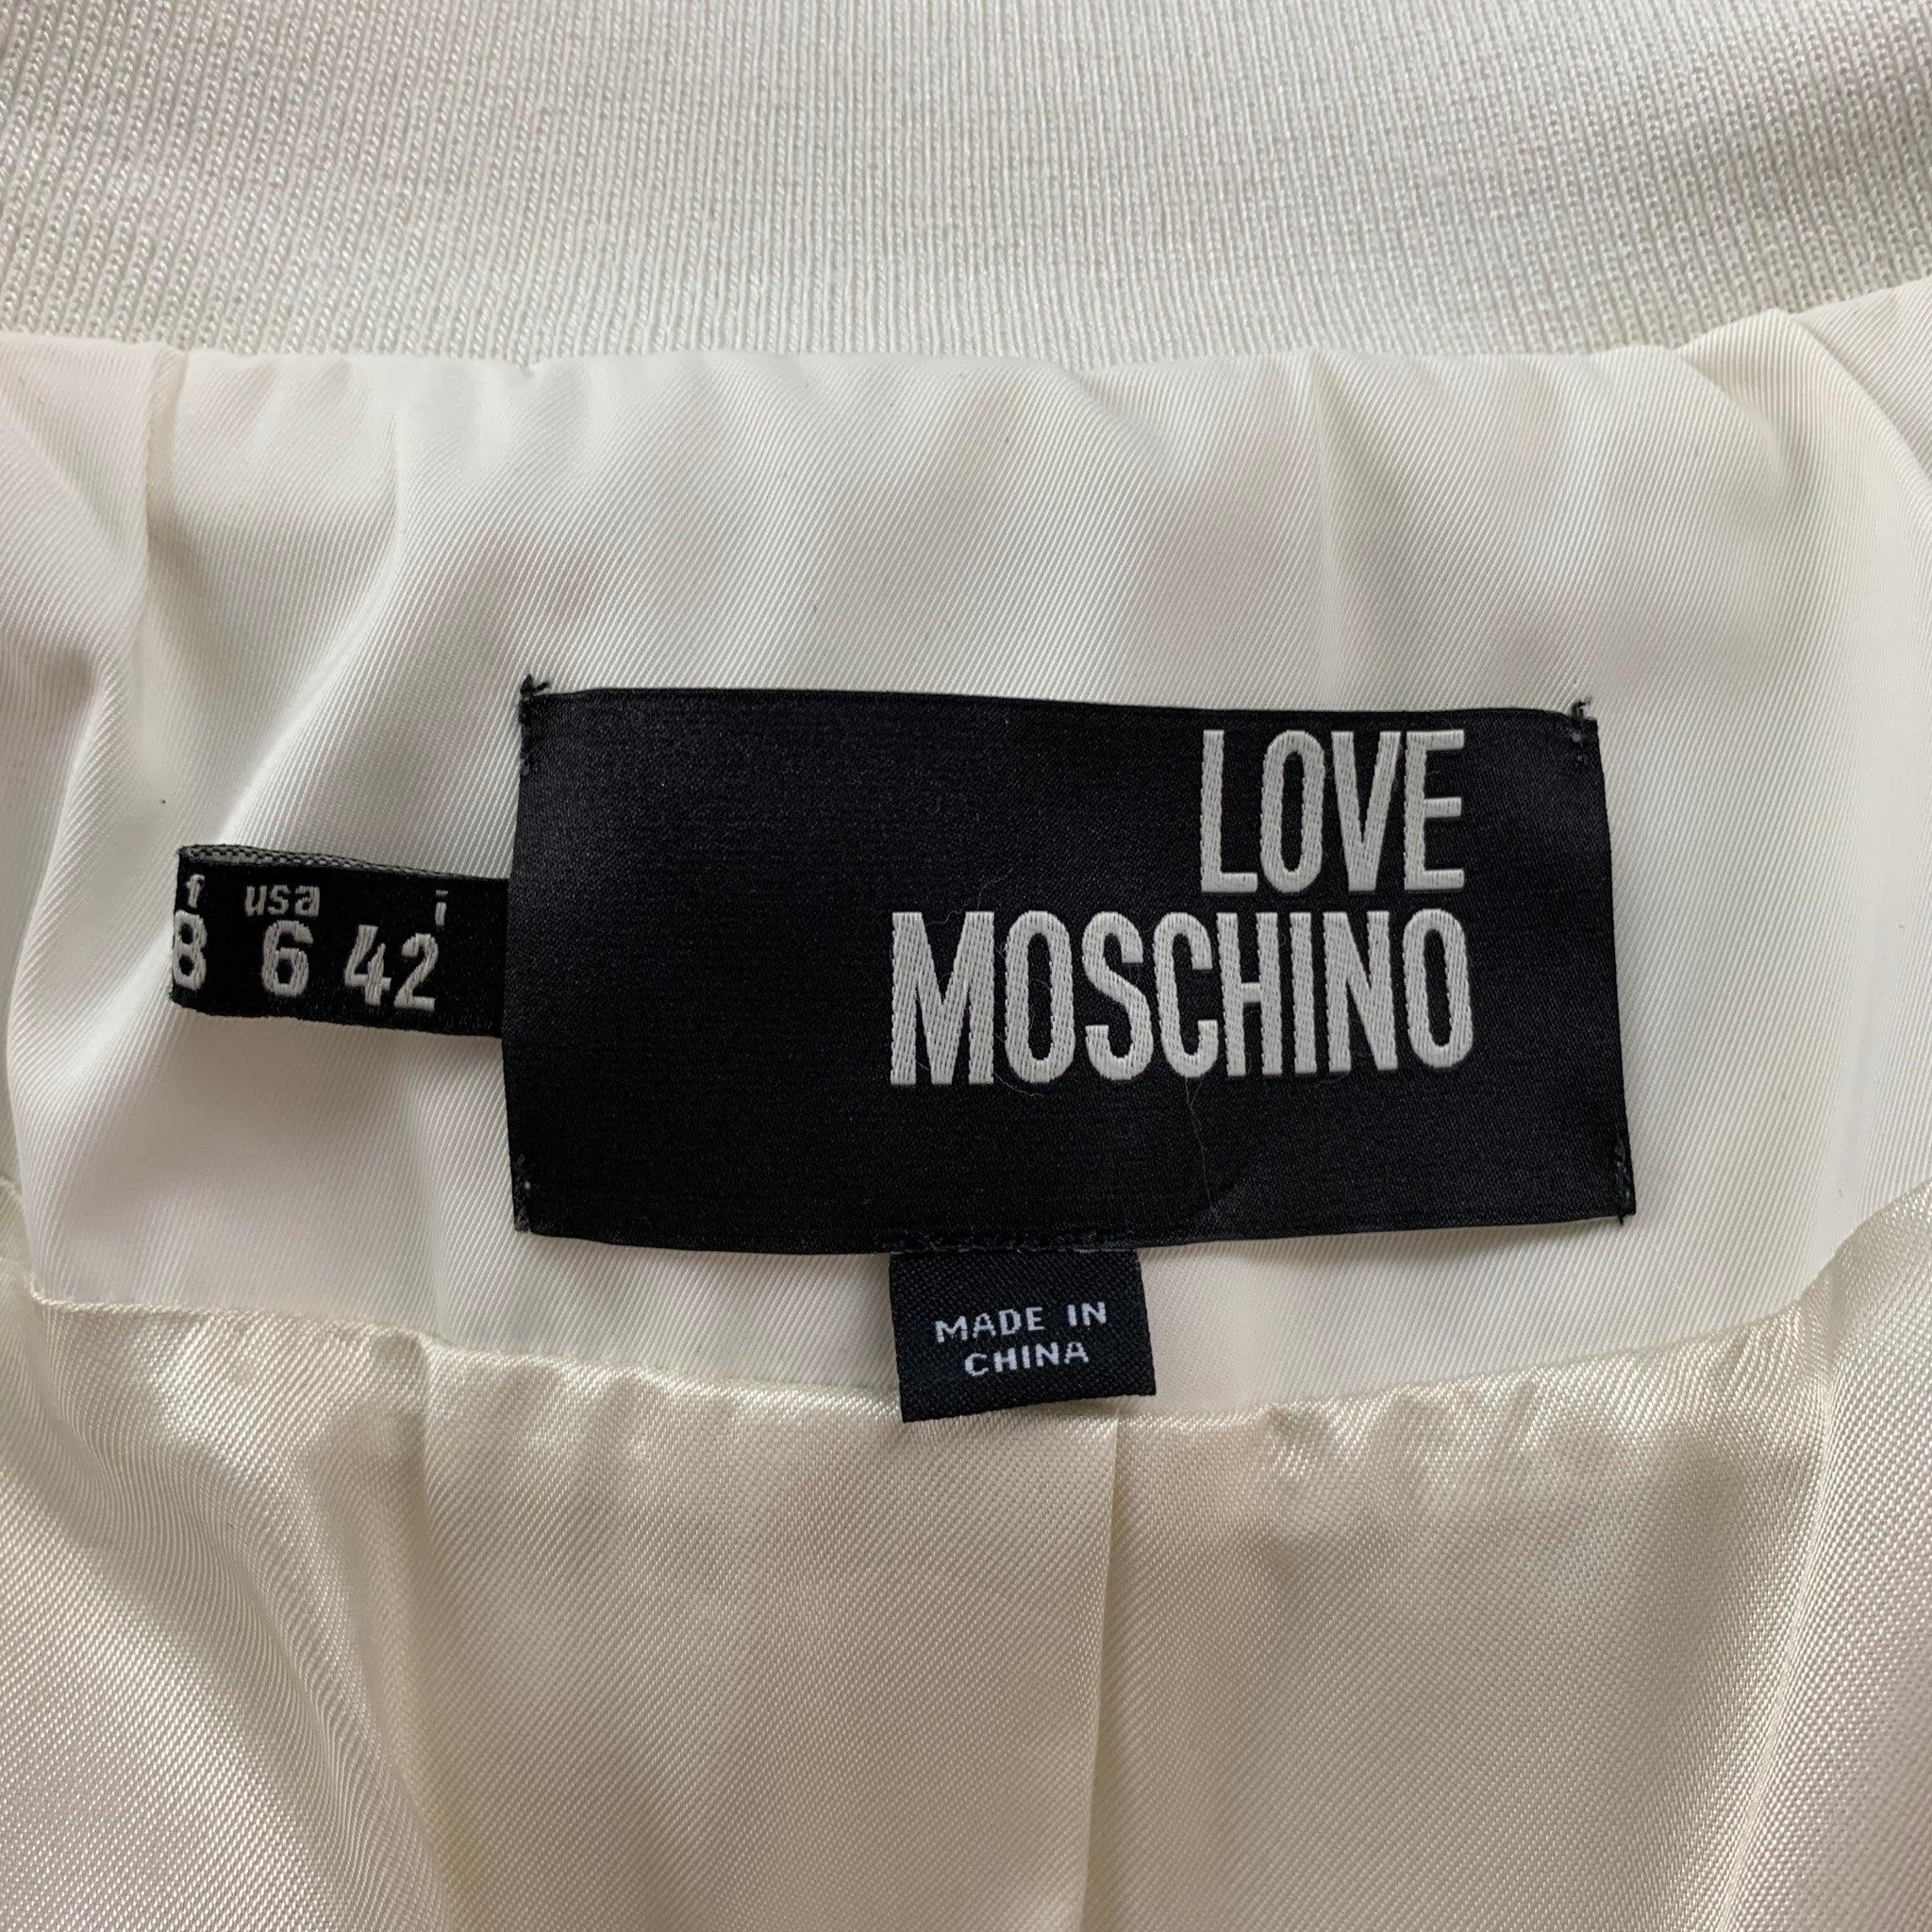 LOVE
MOSCHINO
f usa i
8 6 42
MADE IN
CHINA